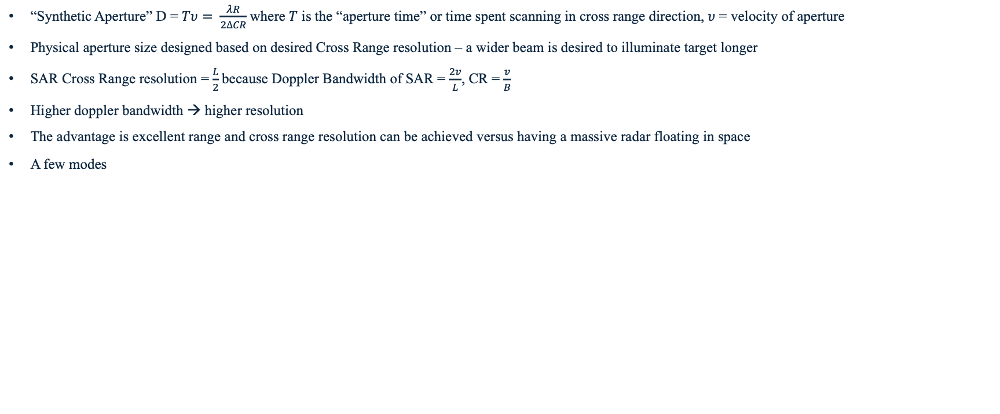 • “Synthetic Aperture” D = Tυ = λR/2ΔCR where T is the “aperture time” or time spent scanning in cross range direction, υ = velocity of aperture
• Physical aperture size designed based on desired Cross Range resolution – a wider beam is desired to illuminate target longer
• SAR Cross Range resolution = L/2 because Doppler Bandwidth of SAR = 2v/L, CR = v/B
• Higher doppler bandwidth → higher resolution
• The advantage is excellent range and cross range resolution can be achieved versus having a massive radar floating in space
• A few modes